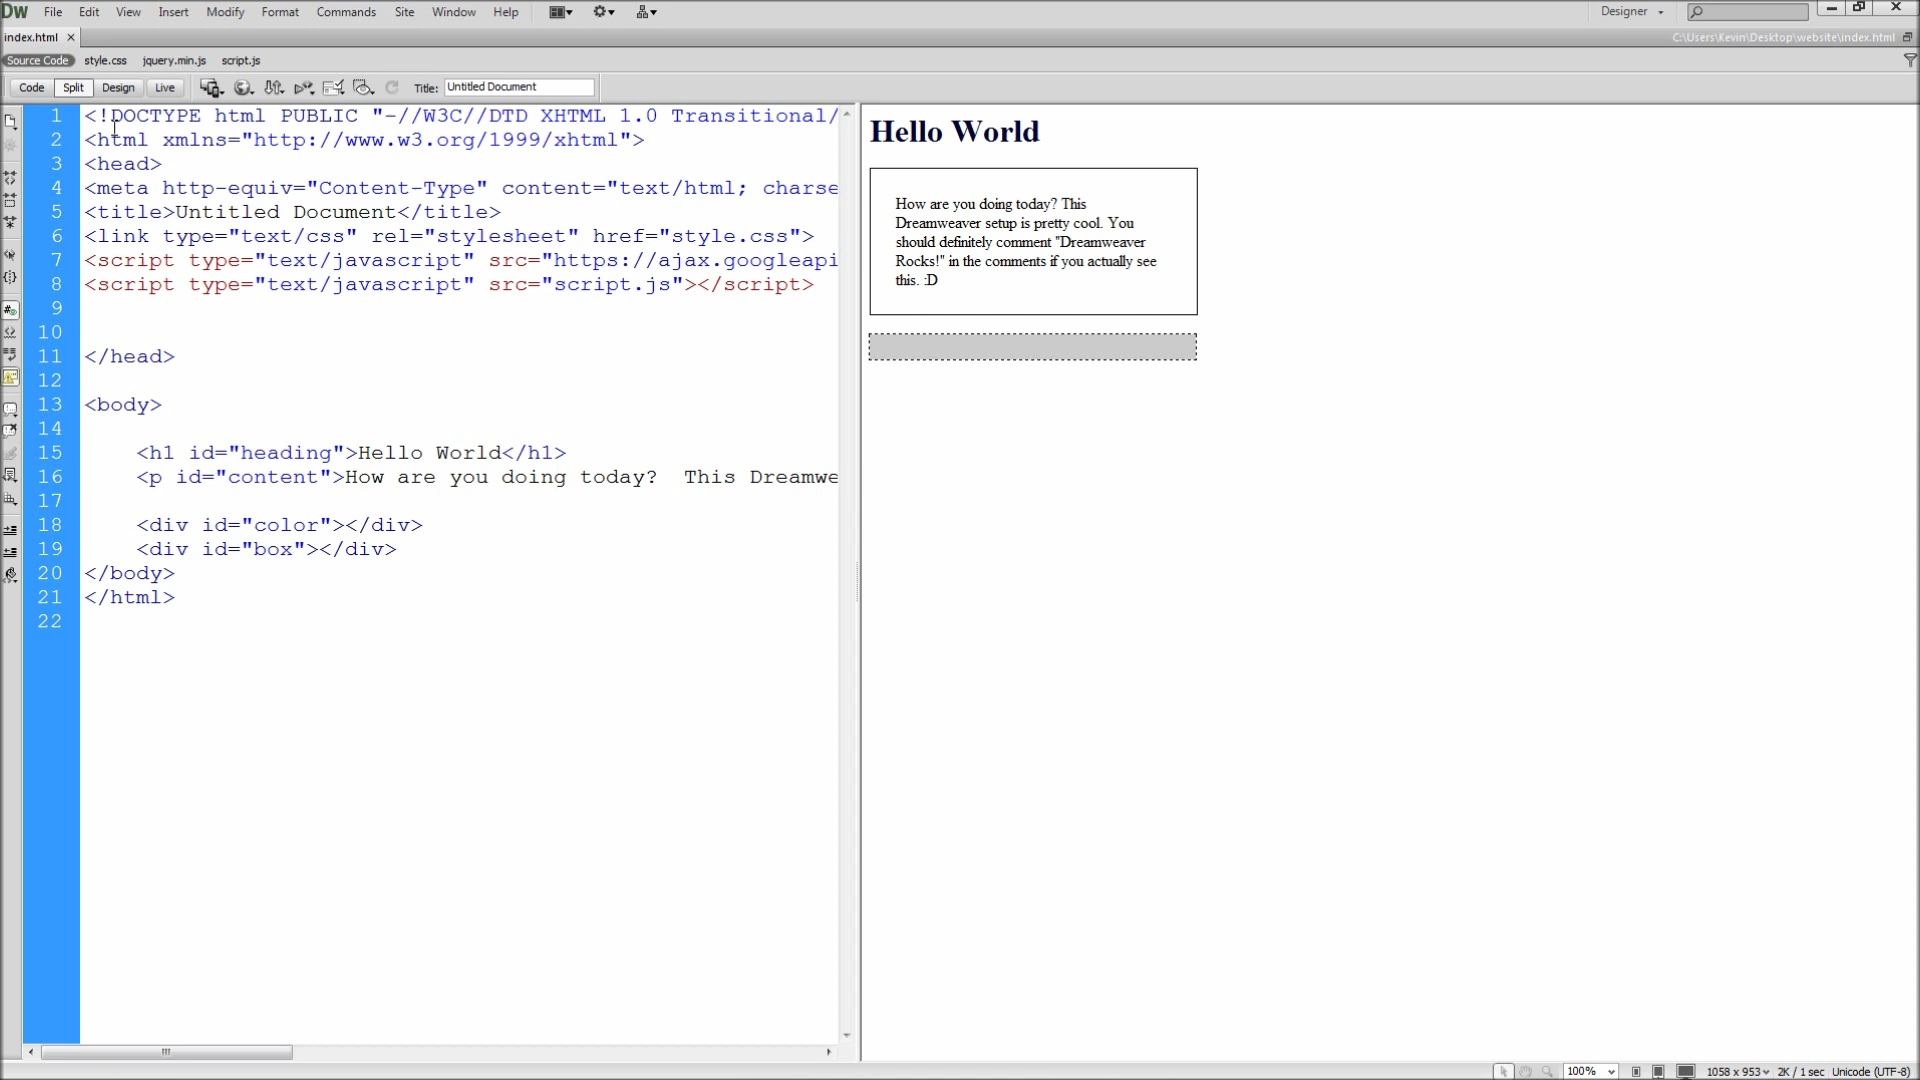 DW File Edit View Insert Modify Format Commands Site Window Help Designer
index.html × C:\Users\Kevin\Desktop\website\index.html
Source Code style.css jquery.min.js script.js
Code Split Design Live Title: Untitled Document
1 <!DOCTYPE html PUBLIC "-//W3C//DTD XHTML 1.0 Transitional/
2 <html xmlns="http://www.w3.org/1999/xhtml">
3 <head>
4 <meta http-equiv="Content-Type" content="text/html; charse
5 <title>Untitled Document</title>
6 <link type="text/css" rel="stylesheet" href="style.css">
7 <script type="text/javascript" src="https://ajax.googleapi
8 <script type="text/javascript" src="script.js"></script>
9
10
11 </head>
12
13 <body>
14
15 <h1 id="heading">Hello World</h1>
16 <p id="content">How are you doing today?  This Dreamwe
17
18 <div id="color"></div>
19 <div id="box"></div>
20 </body>
21 </html>
22
Hello World
How are you doing today? This
Dreamweaver setup is pretty cool. You
should definitely comment "Dreamweaver
Rocks!" in the comments if you actually see
this. :D
100% 1058 x 953 2K / 1 sec Unicode (UTF-8)